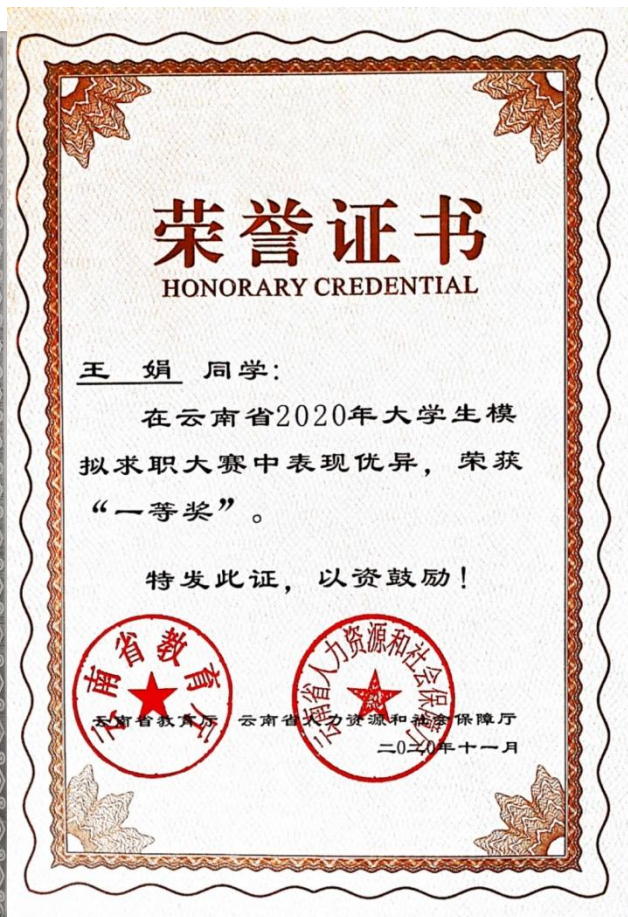 荣誉证书
HONORARY CREDENTIAL
王 娟 同学：
在云南省2020年大学生模
拟求职大赛中表现优异，荣获
“一等奖”。
特发此证，以资鼓励！
云南省教育厅
云南省人力资源和社会保障厅
云南省教育厅 云南省人力资源和社会保障厅
二〇二〇年十一月